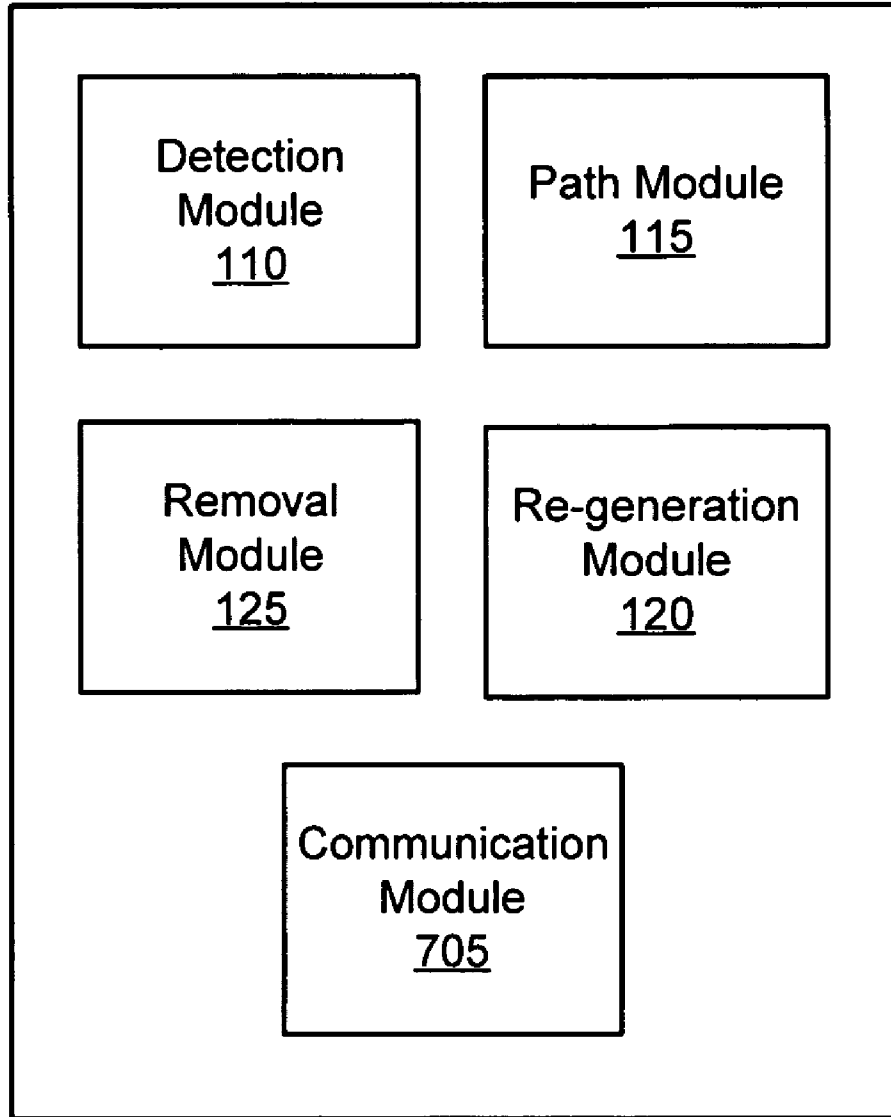 Detection
Module
110
Path Module
115
Removal
Module
125
Re-generation
Module
120
Communication
Module
705